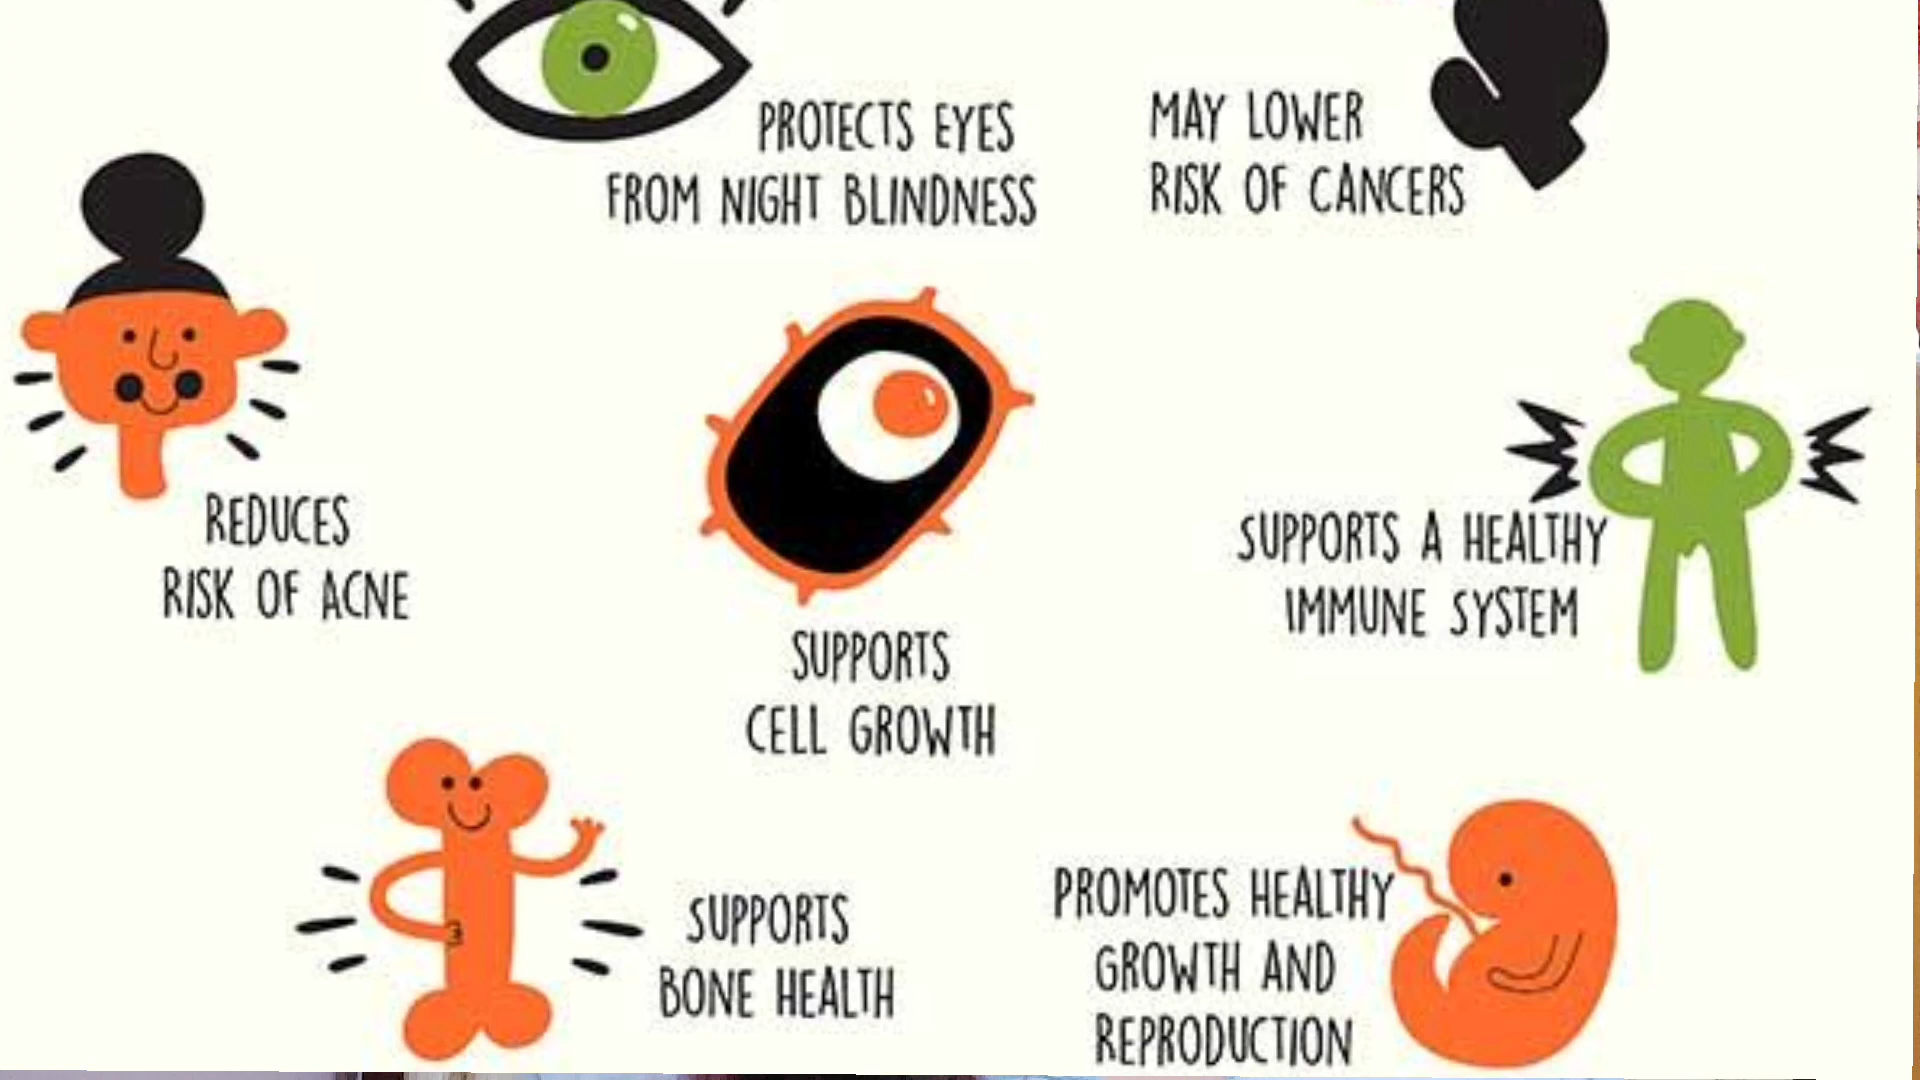 PROTECTS EYES
FROM NIGHT BLINDNESS
MAY LOWER
RISK OF CANCERS
REDUCES
RISK OF ACNE
SUPPORTS
CELL GROWTH
SUPPORTS A HEALTHY
IMMUNE SYSTEM
SUPPORTS
BONE HEALTH
PROMOTES HEALTHY
GROWTH AND
REPRODUCTION